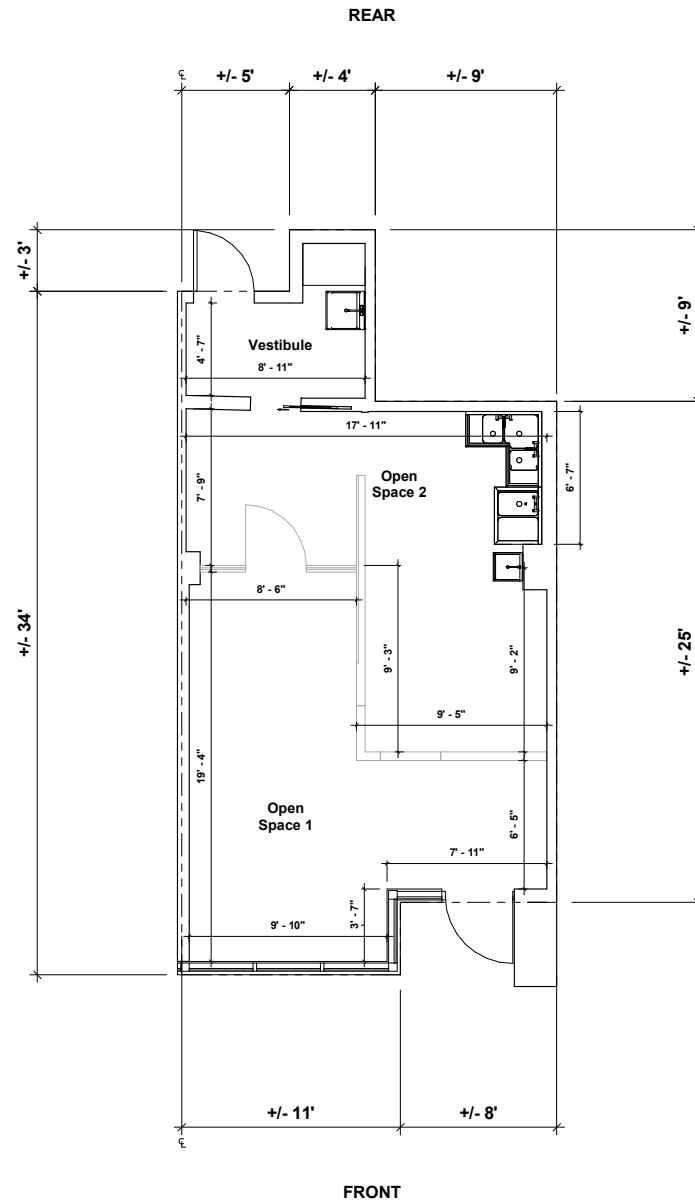 REAR
℄
+/- 5'
+/- 4'
+/- 9'
+/- 3'
+/- 9'
4' - 7"
Vestibule
8' - 11"
17' - 11"
7' - 9"
Open
Space 2
6' - 7"
8' - 6"
+/- 34'
9' - 3"
9' - 2"
+/- 25'
9' - 5"
19' - 4"
Open
Space 1
6' - 5"
7' - 11"
3' - 7"
9' - 10"
+/- 11'
+/- 8'
℄
FRONT